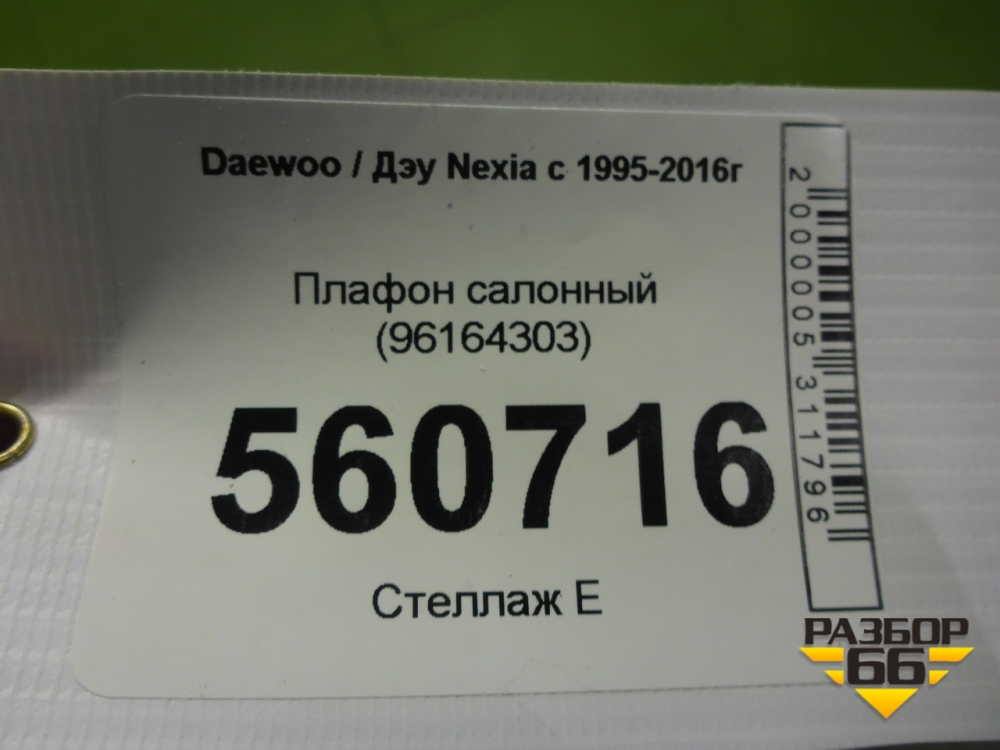 Daewoo / Дэу Nexia с 1995-2016г
Плафон салонный
(96164303)
560716
Стеллаж Е
2000005311796
РАЗБОР
66